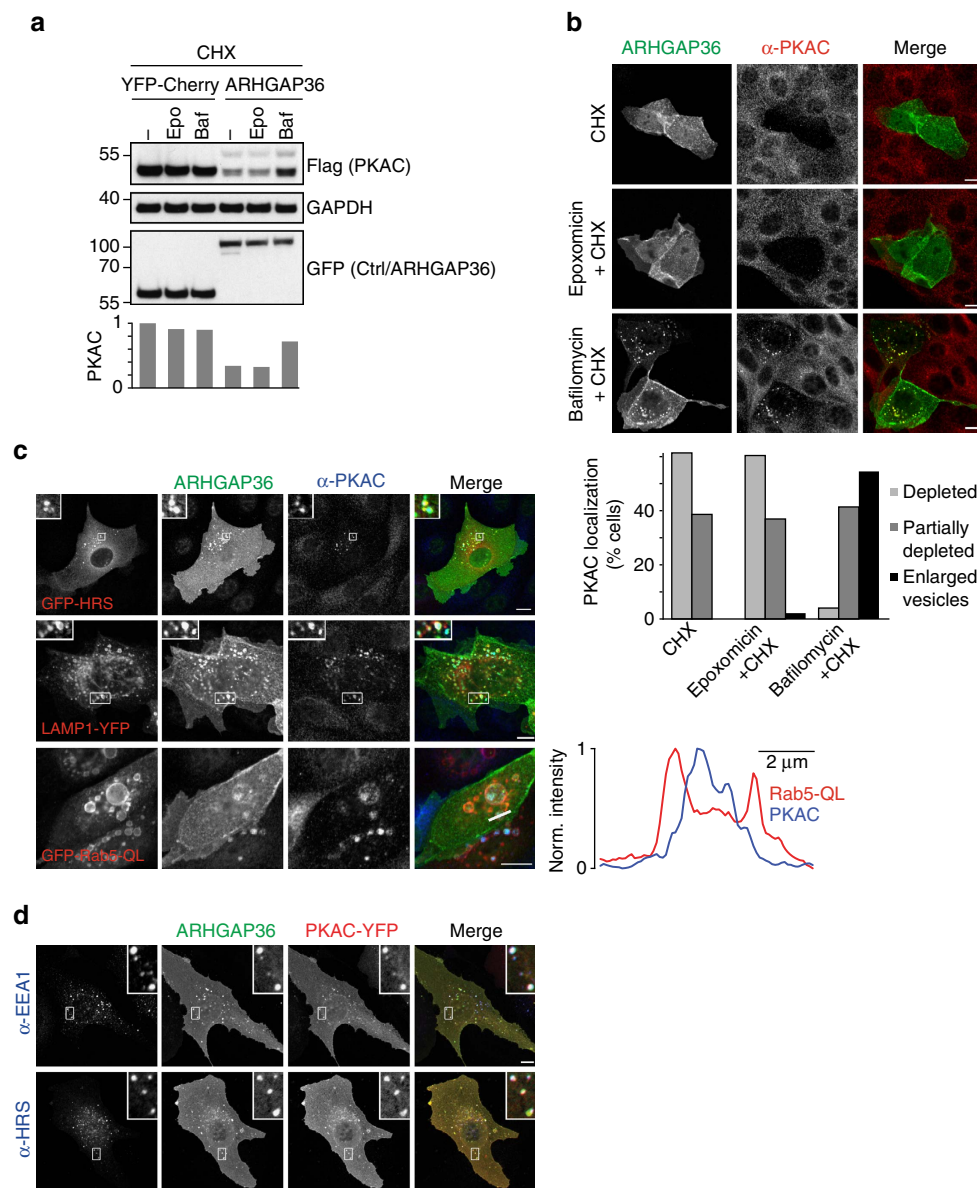 a
CHX
YFP-Cherry ARHGAP36
– Epo Baf – Epo Baf
55
Flag (PKAC)
40
GAPDH
100
70
55
GFP (Ctrl/ARHGAP36)
PKAC
1
0
b
ARHGAP36 α-PKAC Merge
CHX
Epoxomicin + CHX
Bafilomycin + CHX
PKAC localization (% cells)
40
0
Depleted
Partially depleted
Enlarged vesicles
CHX
Epoxomicin +CHX
Bafilomycin +CHX
c
ARHGAP36 α-PKAC Merge
GFP-HRS
LAMP1-YFP
GFP-Rab5-QL
Norm. intensity
1
0
2 μm
Rab5-QL
PKAC
d
ARHGAP36 PKAC-YFP Merge
α-EEA1
α-HRS